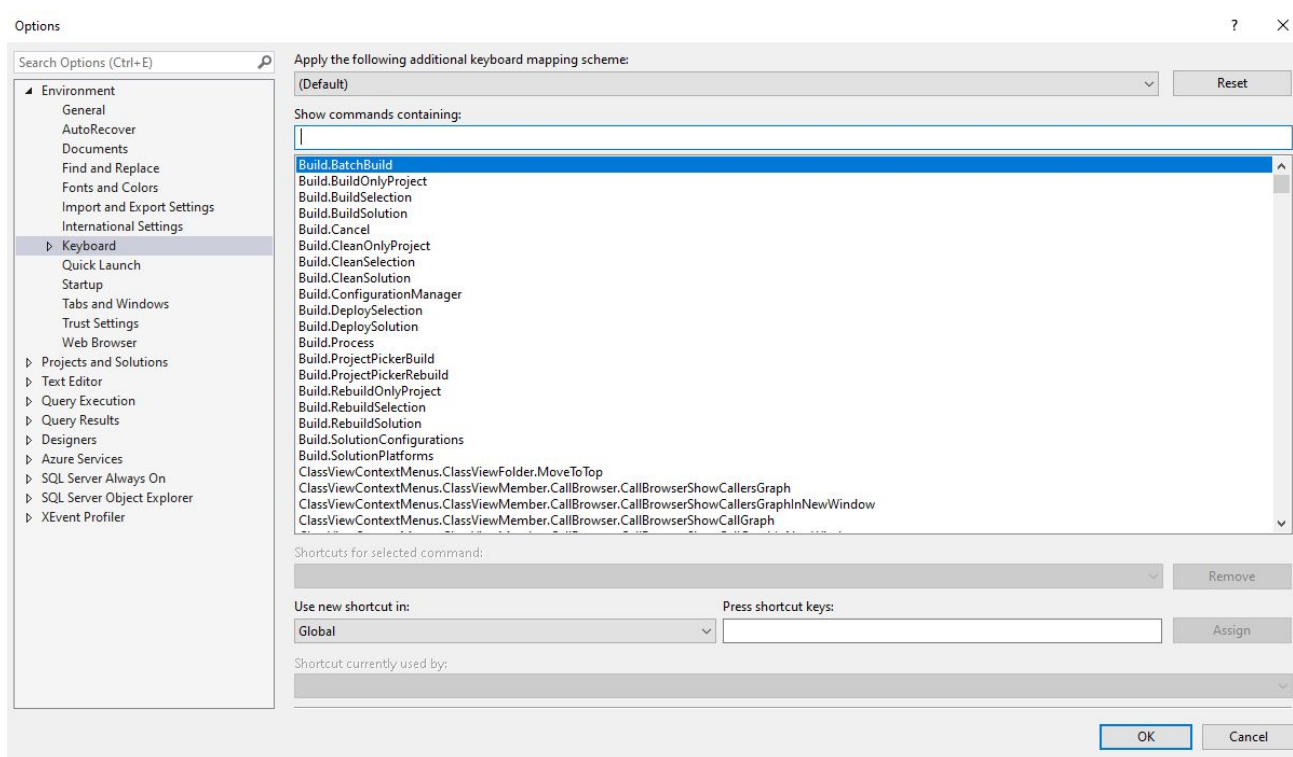 Options
?
Search Options (Ctrl+E)
Environment
General
AutoRecover
Documents
Find and Replace
Fonts and Colors
Import and Export Settings
International Settings
Keyboard
Quick Launch
Startup
Tabs and Windows
Trust Settings
Web Browser
Projects and Solutions
Text Editor
Query Execution
Query Results
Designers
Azure Services
SQL Server Always On
SQL Server Object Explorer
XEvent Profiler
Apply the following additional keyboard mapping scheme:
(Default)
Reset
Show commands containing:
Build.BatchBuild
Build.BuildOnlyProject
Build.BuildSelection
Build.BuildSolution
Build.Cancel
Build.CleanOnlyProject
Build.CleanSelection
Build.CleanSolution
Build.ConfigurationManager
Build.DeploySelection
Build.DeploySolution
Build.Process
Build.ProjectPickerBuild
Build.ProjectPickerRebuild
Build.RebuildOnlyProject
Build.RebuildSelection
Build.RebuildSolution
Build.SolutionConfigurations
Build.SolutionPlatforms
ClassViewContextMenus.ClassViewFolder.MoveToTop
ClassViewContextMenus.ClassViewMember.CallBrowser.CallBrowserShowCallersGraph
ClassViewContextMenus.ClassViewMember.CallBrowser.CallBrowserShowCallersGraphInNewWindow
ClassViewContextMenus.ClassViewMember.CallBrowser.CallBrowserShowCallGraph
Shortcuts for selected command:
Remove
Use new shortcut in:
Press shortcut keys:
Global
Assign
Shortcut currently used by:
OK
Cancel